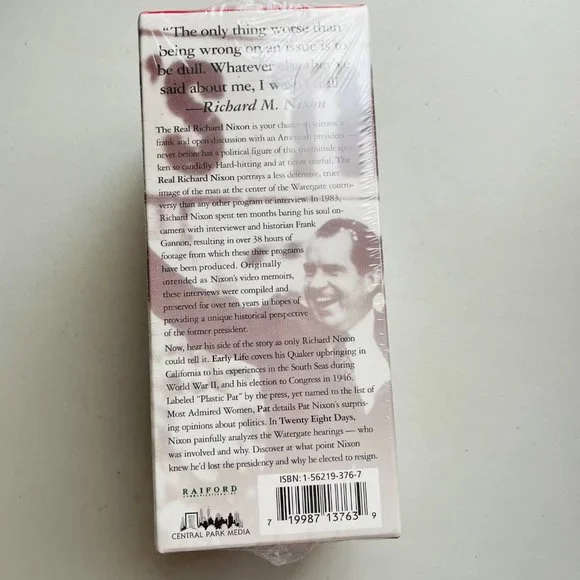 "The only thing worse than
being wrong on an issue is to
be dull. Whatever
said about me, I
—Richard M. Nixon
The Real Richard Nixon is your chance to witness a
frank and open discussion with an American president —
never before has a political figure of this magnitude spo-
ken so candidly. Hard-hitting and at times tearful, The
Real Richard Nixon portrays a less defensive, truer
image of the man at the center of the Watergate contro-
versy than any other program or interview. In 1983,
Richard Nixon spent ten months baring his soul on-
camera with interviewer and historian Frank
Gannon, resulting in over 38 hours of
footage from which these three programs
have been produced. Originally
intended as Nixon's video memoirs,
these interviews were compiled and
preserved for over ten years in hopes of
providing a unique historical perspective
of the former president.
Now, hear his side of the story as only Richard Nixon
could tell it. Early Life covers his Quaker upbringing in
California to his experiences in the South Seas during
World War II, and his election to Congress in 1946.
Labeled "Plastic Pat" by the press, yet named to the list of
Most Admired Women, Pat details Pat Nixon's surpris-
ing opinions about politics. In Twenty Eight Days,
Nixon painfully analyzes the Watergate hearings — who
was involved and why. Discover at what point Nixon
knew he'd lost the presidency and why he elected to resign.
RAIFORD
CENTRAL PARK MEDIA
ISBN: 1-56219-376-7
7 19987 13763 9